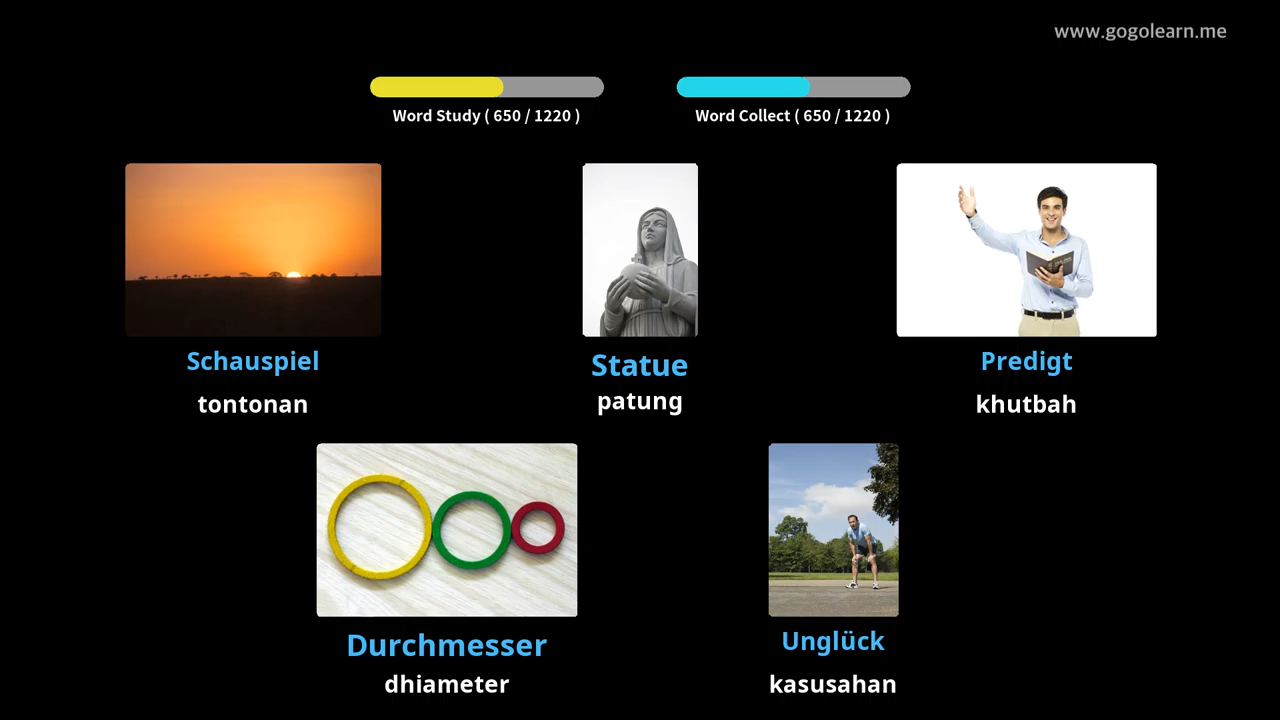 www.gogolearn.me
Word Study ( 650 / 1220 )
Word Collect ( 650 / 1220 )
Schauspiel
tontonan
Statue
patung
Predigt
khutbah
Durchmesser
dhiameter
Unglück
kasusahan